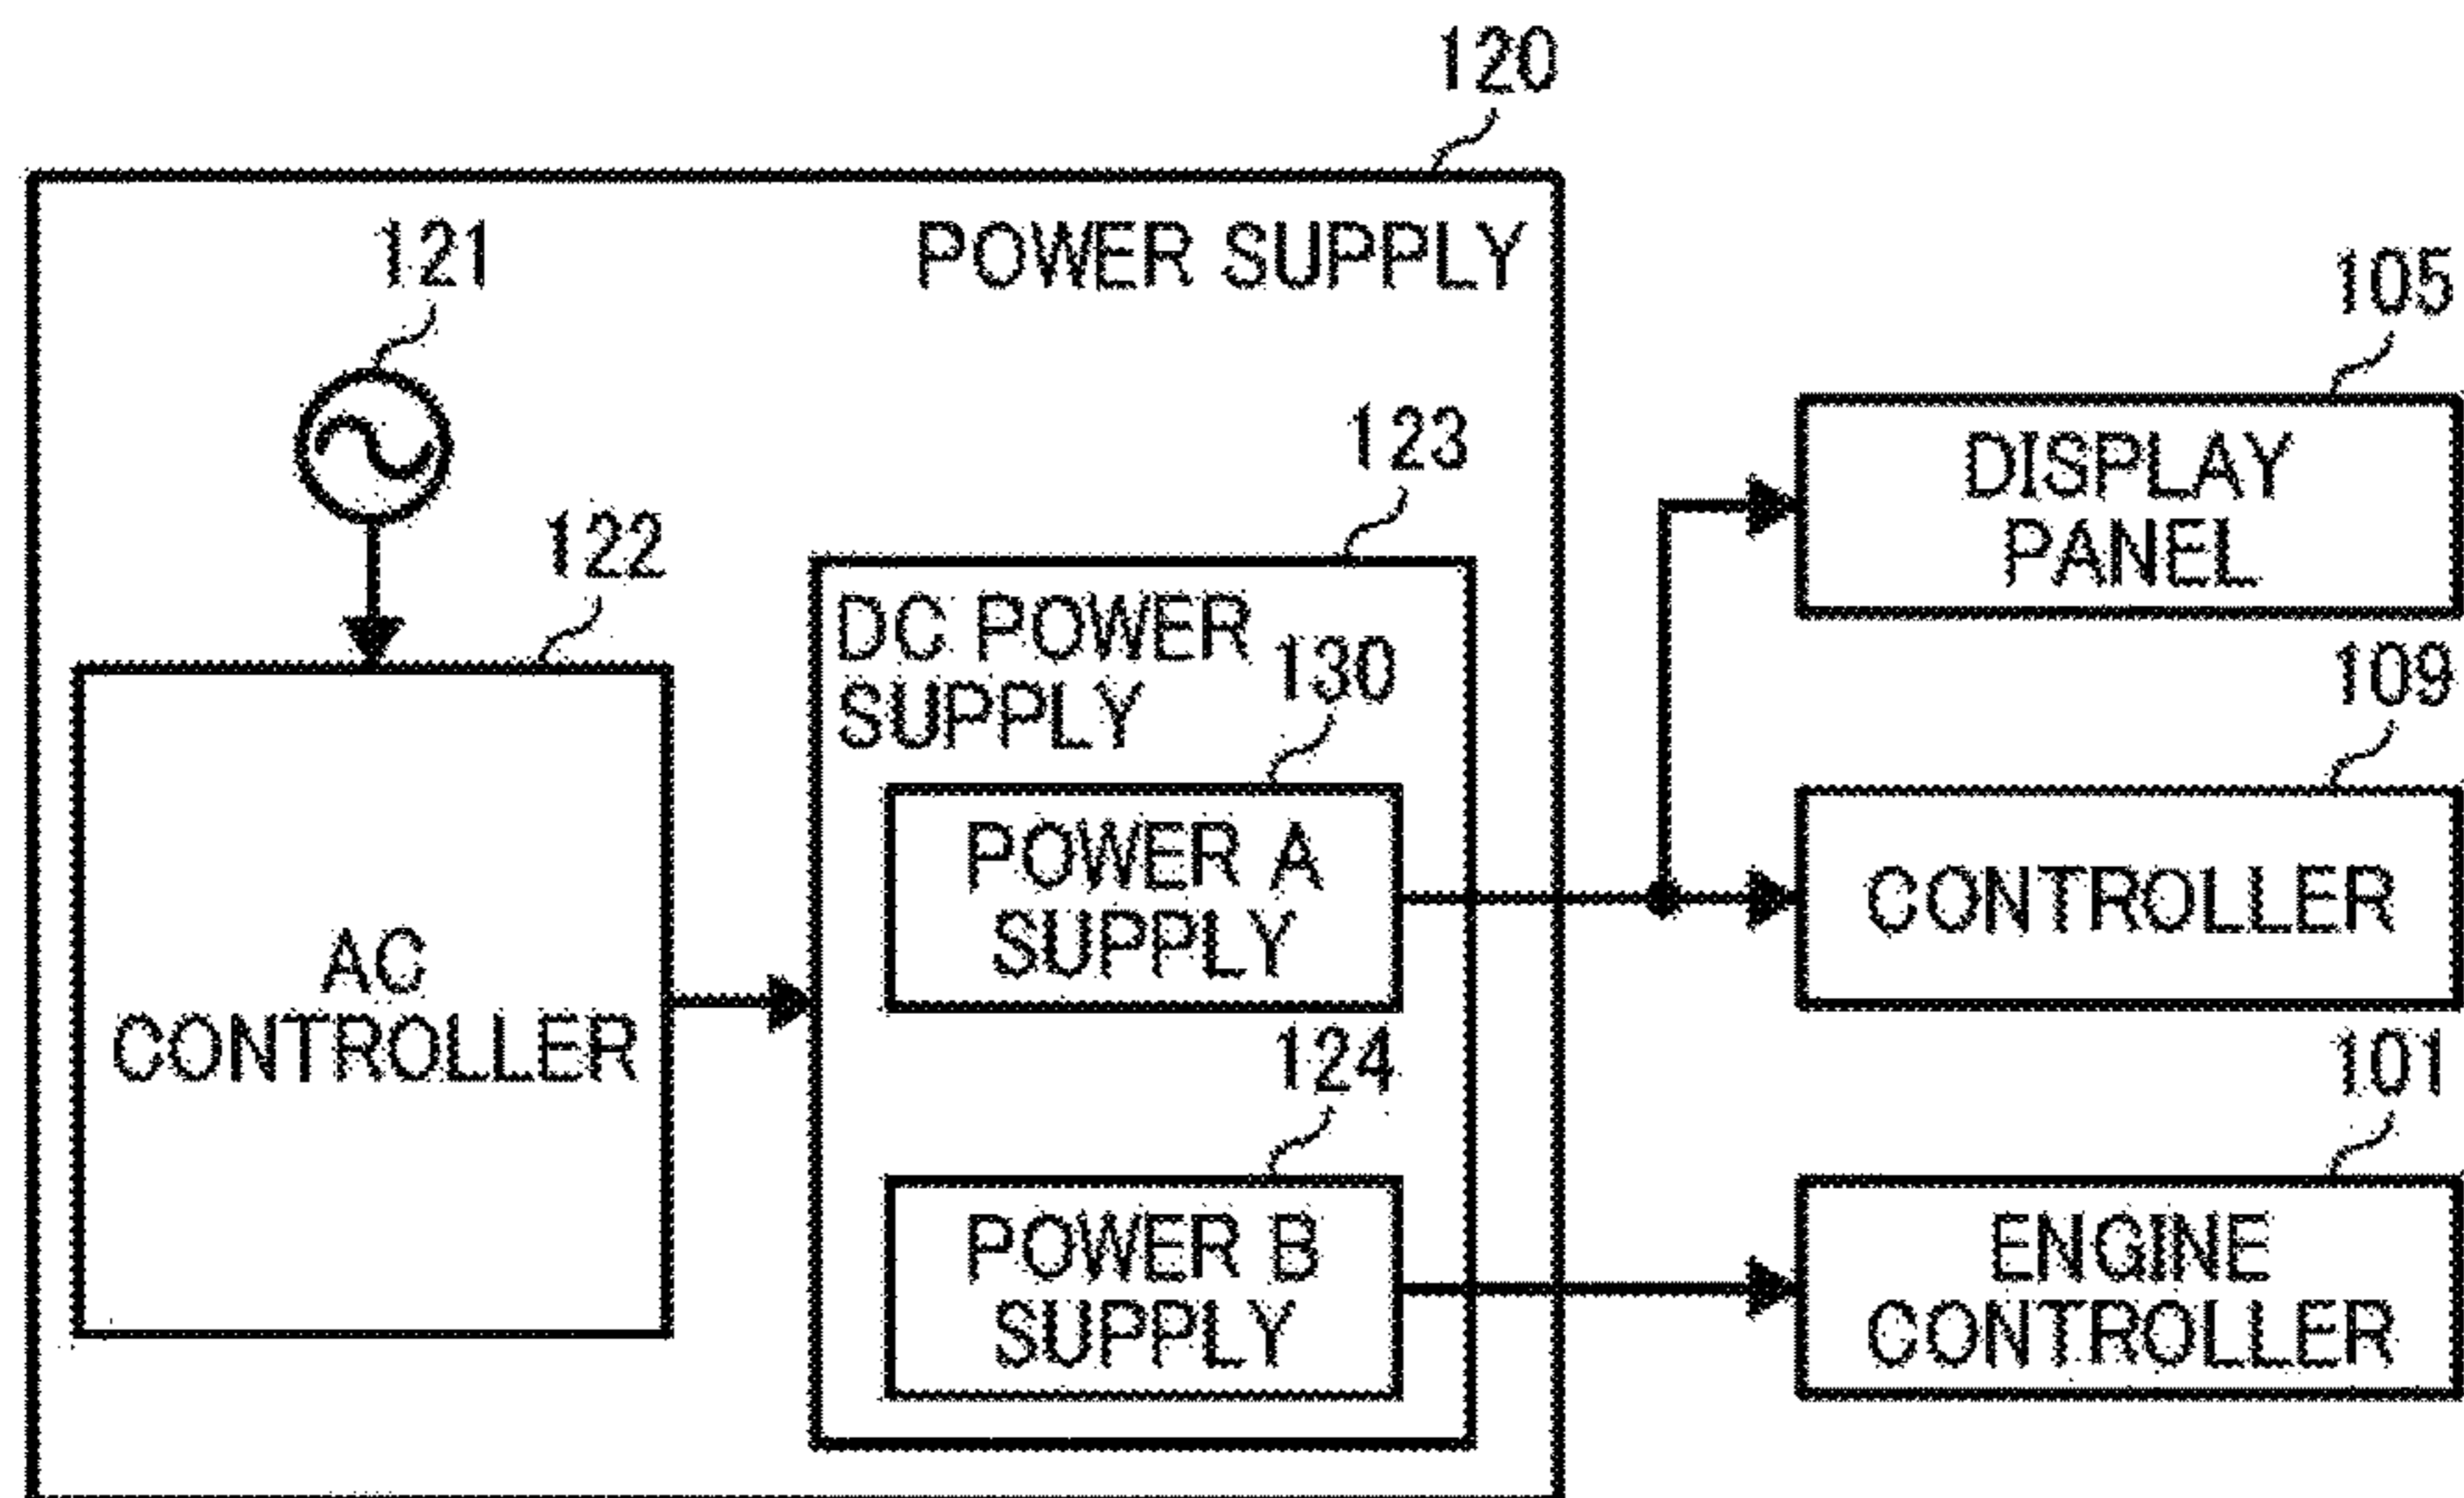 120
POWER SUPPLY
121
105
123
DISPLAY
PANEL
122
DC POWER
SUPPLY
130
109
POWER A
SUPPLY
CONTROLLER
AC
CONTROLLER
124
101
POWER B
SUPPLY
ENGINE
CONTROLLER